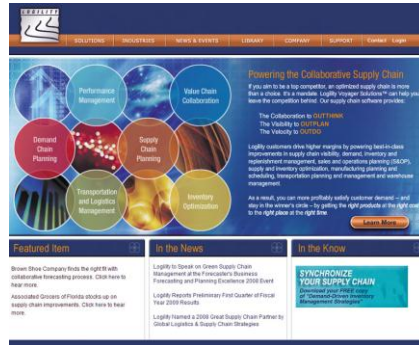 LOGILITY
SOLUTIONS INDUSTRIES NEWS & EVENTS LIBRARY COMPANY SUPPORT Contact Login
Performance
Management
Value Chain
Collaboration
Demand
Chain
Planning
Supply
Chain
Planning
Transportation
and Logistics
Management
Inventory
Optimization
Powering the Collaborative Supply Chain
If you aim to be a top competitor, an optimized supply chain is more
than a choice. It's a mandate. Logility Voyager Solutions™ can help you
leave the competition behind. Our supply chain software provides:
The Collaboration to OUTTHINK
The Visibility to OUTPLAN
The Velocity to OUTDO
Logility customers drive higher margins by powering best-in-class
improvements in supply chain visibility, demand, inventory and
replenishment management, sales and operations planning (S&OP),
supply and inventory optimization, manufacturing planning and
scheduling, transportation planning and management and warehouse
management.
As a result, you can more profitably satisfy customer demand – and
stay in the winner's circle – by getting the right products at the right cost
to the right place at the right time.
Learn More
Featured Item
Brown Shoe Company finds the right fit with
collaborative forecasting process. Click here to
hear more.
Associated Grocers of Florida stocks up on
supply chain improvements. Click here to hear
more.
In the News
Logility to Speak on Green Supply Chain
Management at the Forecaster's Business
Forecasting and Planning Excellence 2008 Event
Logility Reports Preliminary First Quarter of Fiscal
Year 2009 Results
Logility Named a 2008 Great Supply Chain Partner by
Global Logistics & Supply Chain Strategies
In the Know
SYNCHRONIZE
YOUR SUPPLY CHAIN
Download your FREE copy
of "Demand-Driven Inventory
Management Strategies"